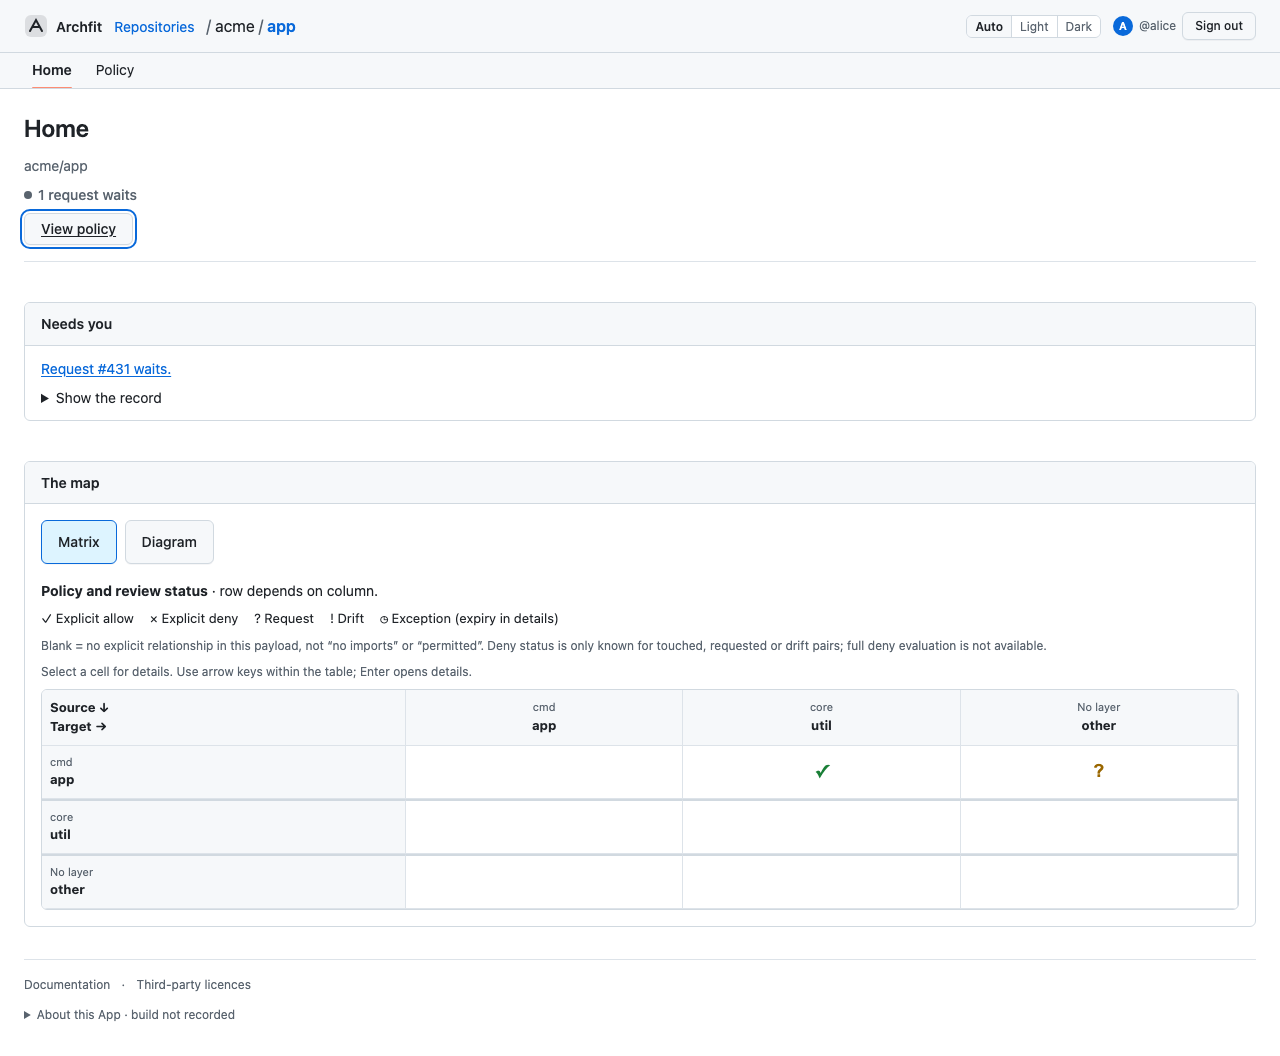 Archfit Repositories / acme / app
Auto Light Dark A @alice Sign out
Home Policy
Home
acme/app
1 request waits
View policy
Needs you
Request #431 waits.
Show the record
The map
Matrix Diagram
Policy and review status · row depends on column.
✓ Explicit allow × Explicit deny ? Request ! Drift ◷ Exception (expiry in details)
Blank = no explicit relationship in this payload, not “no imports” or “permitted”. Deny status is only known for touched, requested or drift pairs; full deny evaluation is not available.
Select a cell for details. Use arrow keys within the table; Enter opens details.
Source ↓ cmd core No layer
Target → app util other
cmd
app ✓ ?
core
util
No layer
other
Documentation · Third-party licences
About this App · build not recorded